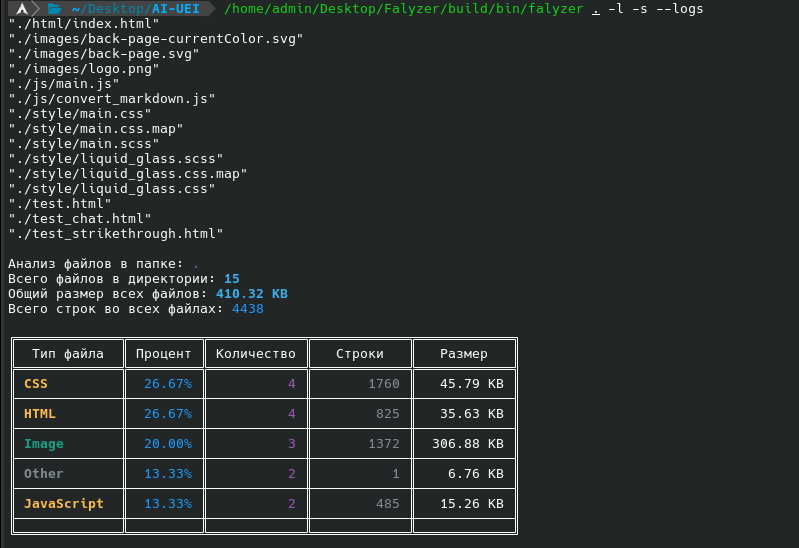 ~/Desktop/AI-UEI /home/admin/Desktop/Falyzer/build/bin/falyzer . -l -s --logs
"./html/index.html"
"./images/back-page-currentColor.svg"
"./images/back-page.svg"
"./images/logo.png"
"./js/main.js"
"./js/convert_markdown.js"
"./style/main.css"
"./style/main.css.map"
"./style/main.scss"
"./style/liquid_glass.scss"
"./style/liquid_glass.css.map"
"./style/liquid_glass.css"
"./test.html"
"./test_chat.html"
"./test_strikethrough.html"
Анализ файлов в папке: .
Всего файлов в директории: 15
Общий размер всех файлов: 410.32 KB
Всего строк во всех файлах: 4438
Тип файла Процент Количество Строки Размер
CSS 26.67% 4 1760 45.79 KB
HTML 26.67% 4 825 35.63 KB
Image 20.00% 3 1372 306.88 KB
Other 13.33% 2 1 6.76 KB
JavaScript 13.33% 2 485 15.26 KB